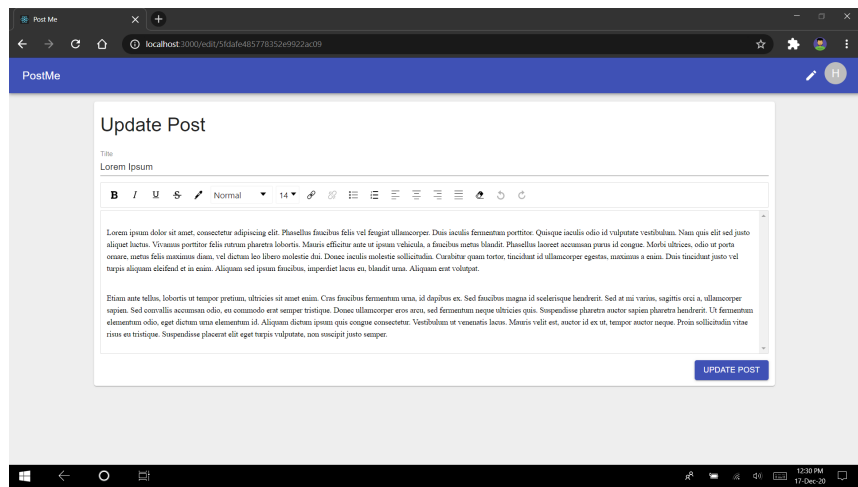 Post Me
localhost:3000/edit/5fdafe485778352e9922ac09
PostMe
H
Update Post
Title
Lorem Ipsum
B I U S Normal 14
Lorem ipsum dolor sit amet, consectetur adipiscing elit. Phasellus faucibus felis vel feugiat ullamcorper. Duis iaculis fermentum porttitor. Quisque iaculis odio id vulputate vestibulum. Nam quis elit sed justo
aliquet luctus. Vivamus porttitor felis rutrum pharetra lobortis. Mauris efficitur ante ut ipsum vehicula, a faucibus metus blandit. Phasellus laoreet accumsan purus id congue. Morbi ultrices, odio ut porta
ornare, metus felis maximus diam, vel dictum leo libero molestie dui. Donec iaculis molestie sollicitudin. Curabitur quam tortor, tincidunt id ullamcorper egestas, maximus a enim. Duis tincidunt justo vel
turpis aliquam eleifend et in enim. Aliquam sed ipsum faucibus, imperdiet lacus eu, blandit urna. Aliquam erat volutpat.
Etiam ante tellus, lobortis ut tempor pretium, ultricies sit amet enim. Cras faucibus fermentum urna, id dapibus ex. Sed faucibus magna id scelerisque hendrerit. Sed at mi varius, sagittis orci a, ullamcorper
sapien. Sed convallis accumsan odio, eu commodo erat semper tristique. Donec ullamcorper eros arcu, sed fermentum neque ultricies quis. Suspendisse pharetra auctor sapien pharetra hendrerit. Ut fermentum
elementum odio, eget dictum urna elementum id. Aliquam dictum ipsum quis congue consectetur. Vestibulum ut venenatis lacus. Mauris velit est, auctor id ex ut, tempor auctor neque. Proin sollicitudin vitae
risus eu tristique. Suspendisse placerat elit eget turpis vulputate, non suscipit justo semper.
UPDATE POST
12:30 PM
17-Dec-20